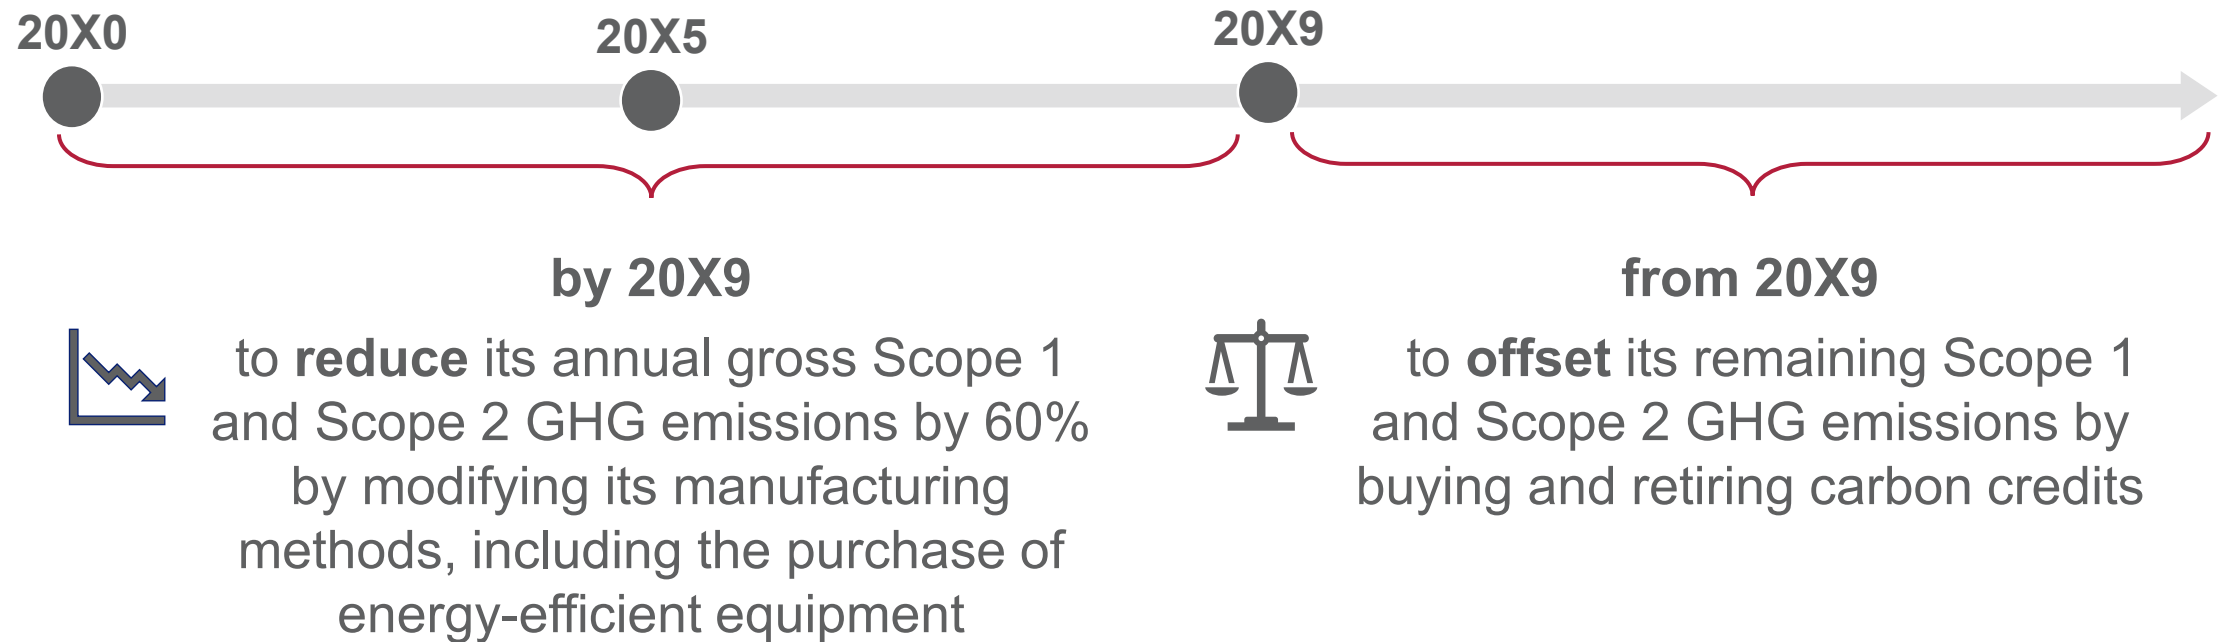 20X0
20X5
20X9
by 20X9
to reduce its annual gross Scope 1
and Scope 2 GHG emissions by 60%
by modifying its manufacturing
methods, including the purchase of
energy-efficient equipment
from 20X9
to offset its remaining Scope 1
and Scope 2 GHG emissions by
buying and retiring carbon credits